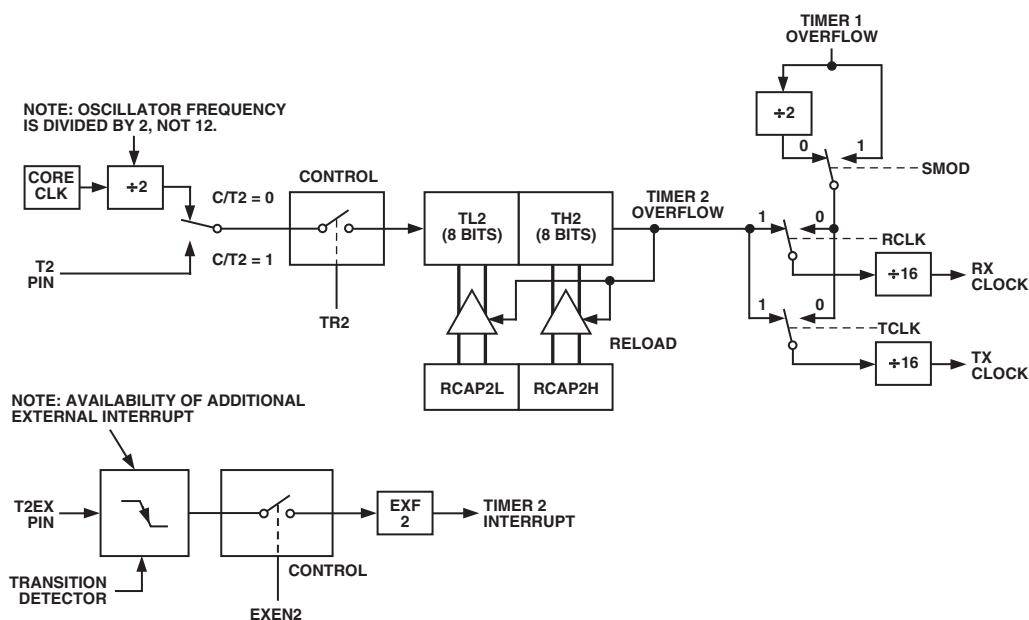 TIMER 1
OVERFLOW
÷2
0
1
SMOD
NOTE: OSCILLATOR FREQUENCY
IS DIVIDED BY 2, NOT 12.
CORE
CLK
÷2
C/T2 = 0
C/T2 = 1
T2
PIN
CONTROL
TR2
TL2
(8 BITS)
TH2
(8 BITS)
TIMER 2
OVERFLOW
RELOAD
RCAP2L
RCAP2H
1
0
RCLK
÷16
RX
CLOCK
1
0
TCLK
÷16
TX
CLOCK
NOTE: AVAILABILITY OF ADDITIONAL
EXTERNAL INTERRUPT
T2EX
PIN
TRANSITION
DETECTOR
CONTROL
EXEN2
EXF
2
TIMER 2
INTERRUPT